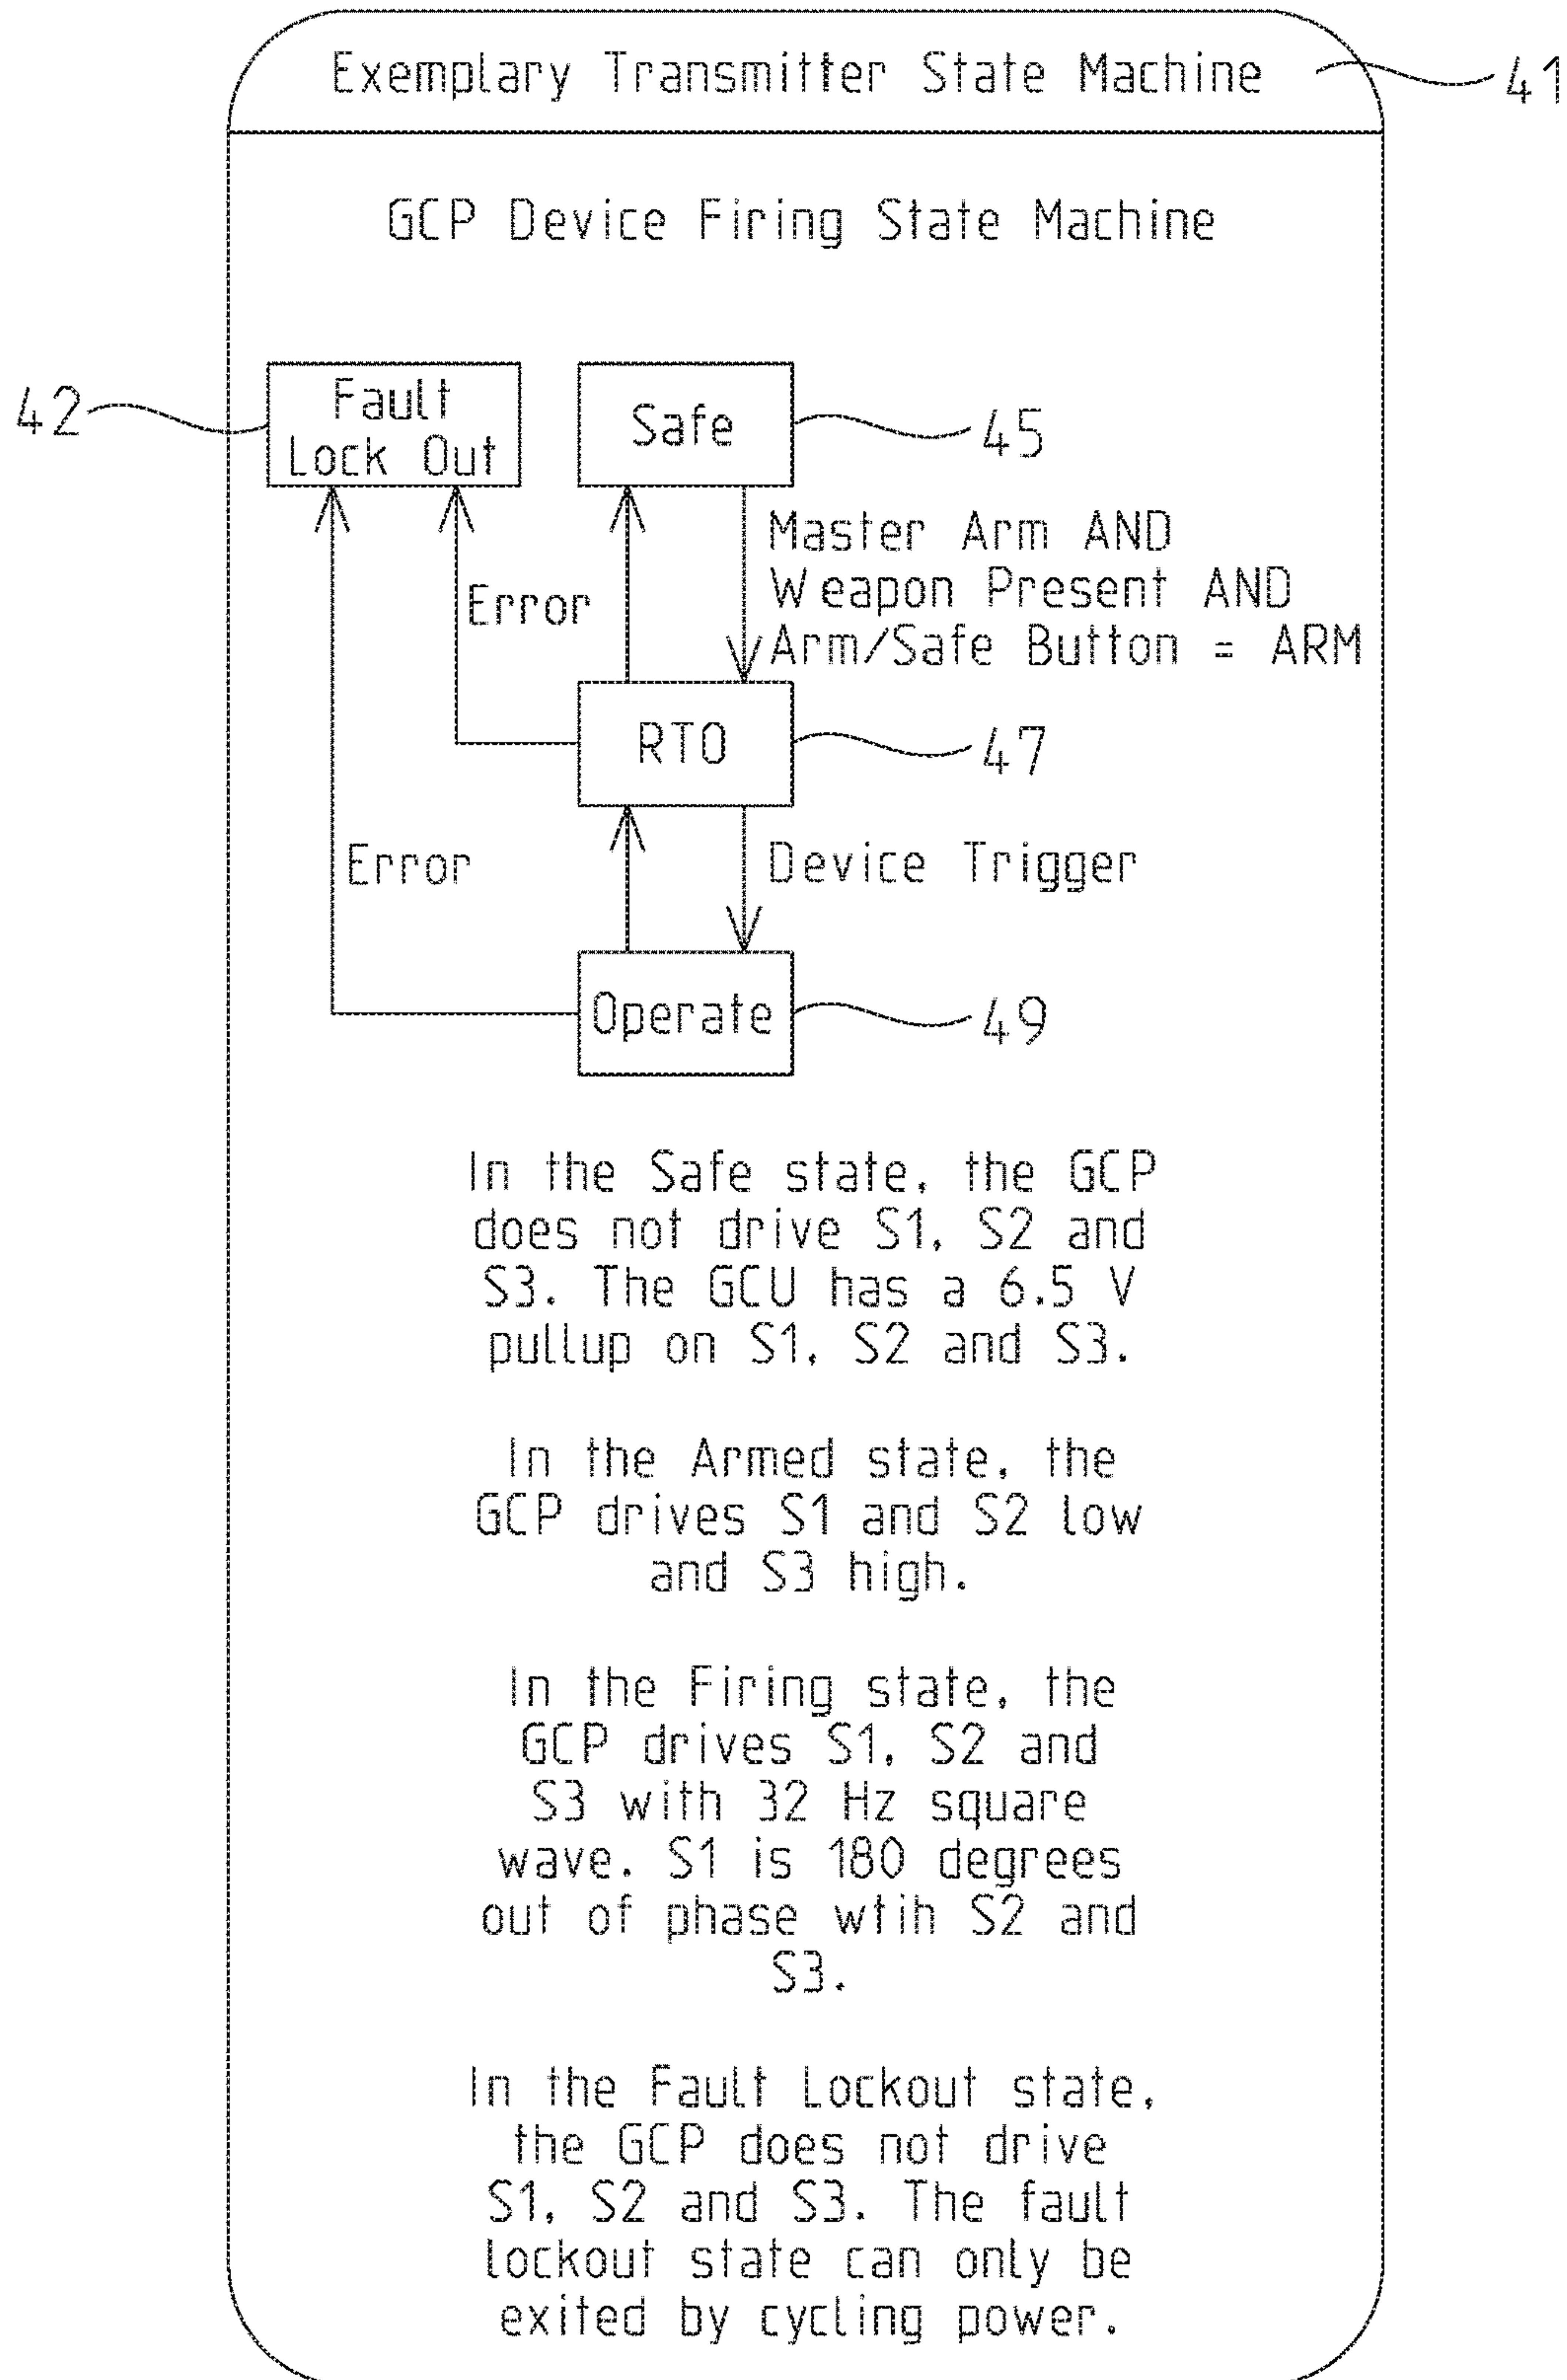 Exemplary Transmitter State Machine
41
GCP Device Firing State Machine
42
Fault
Lock Out
Safe
45
Error
Master Arm AND
Weapon Present AND
Arm/Safe Button = ARM
RTO
47
Error
Device Trigger
Operate
49
In the Safe state, the GCP
does not drive S1, S2 and
S3. The GCU has a 6.5 V
pullup on S1, S2 and S3.
In the Armed state, the
GCP drives S1 and S2 low
and S3 high.
In the Firing state, the
GCP drives S1, S2 and
S3 with 32 Hz square
wave. S1 is 180 degrees
out of phase wtih S2 and
S3.
In the Fault Lockout state,
the GCP does not drive
S1, S2 and S3. The fault
lockout state can only be
exited by cycling power.